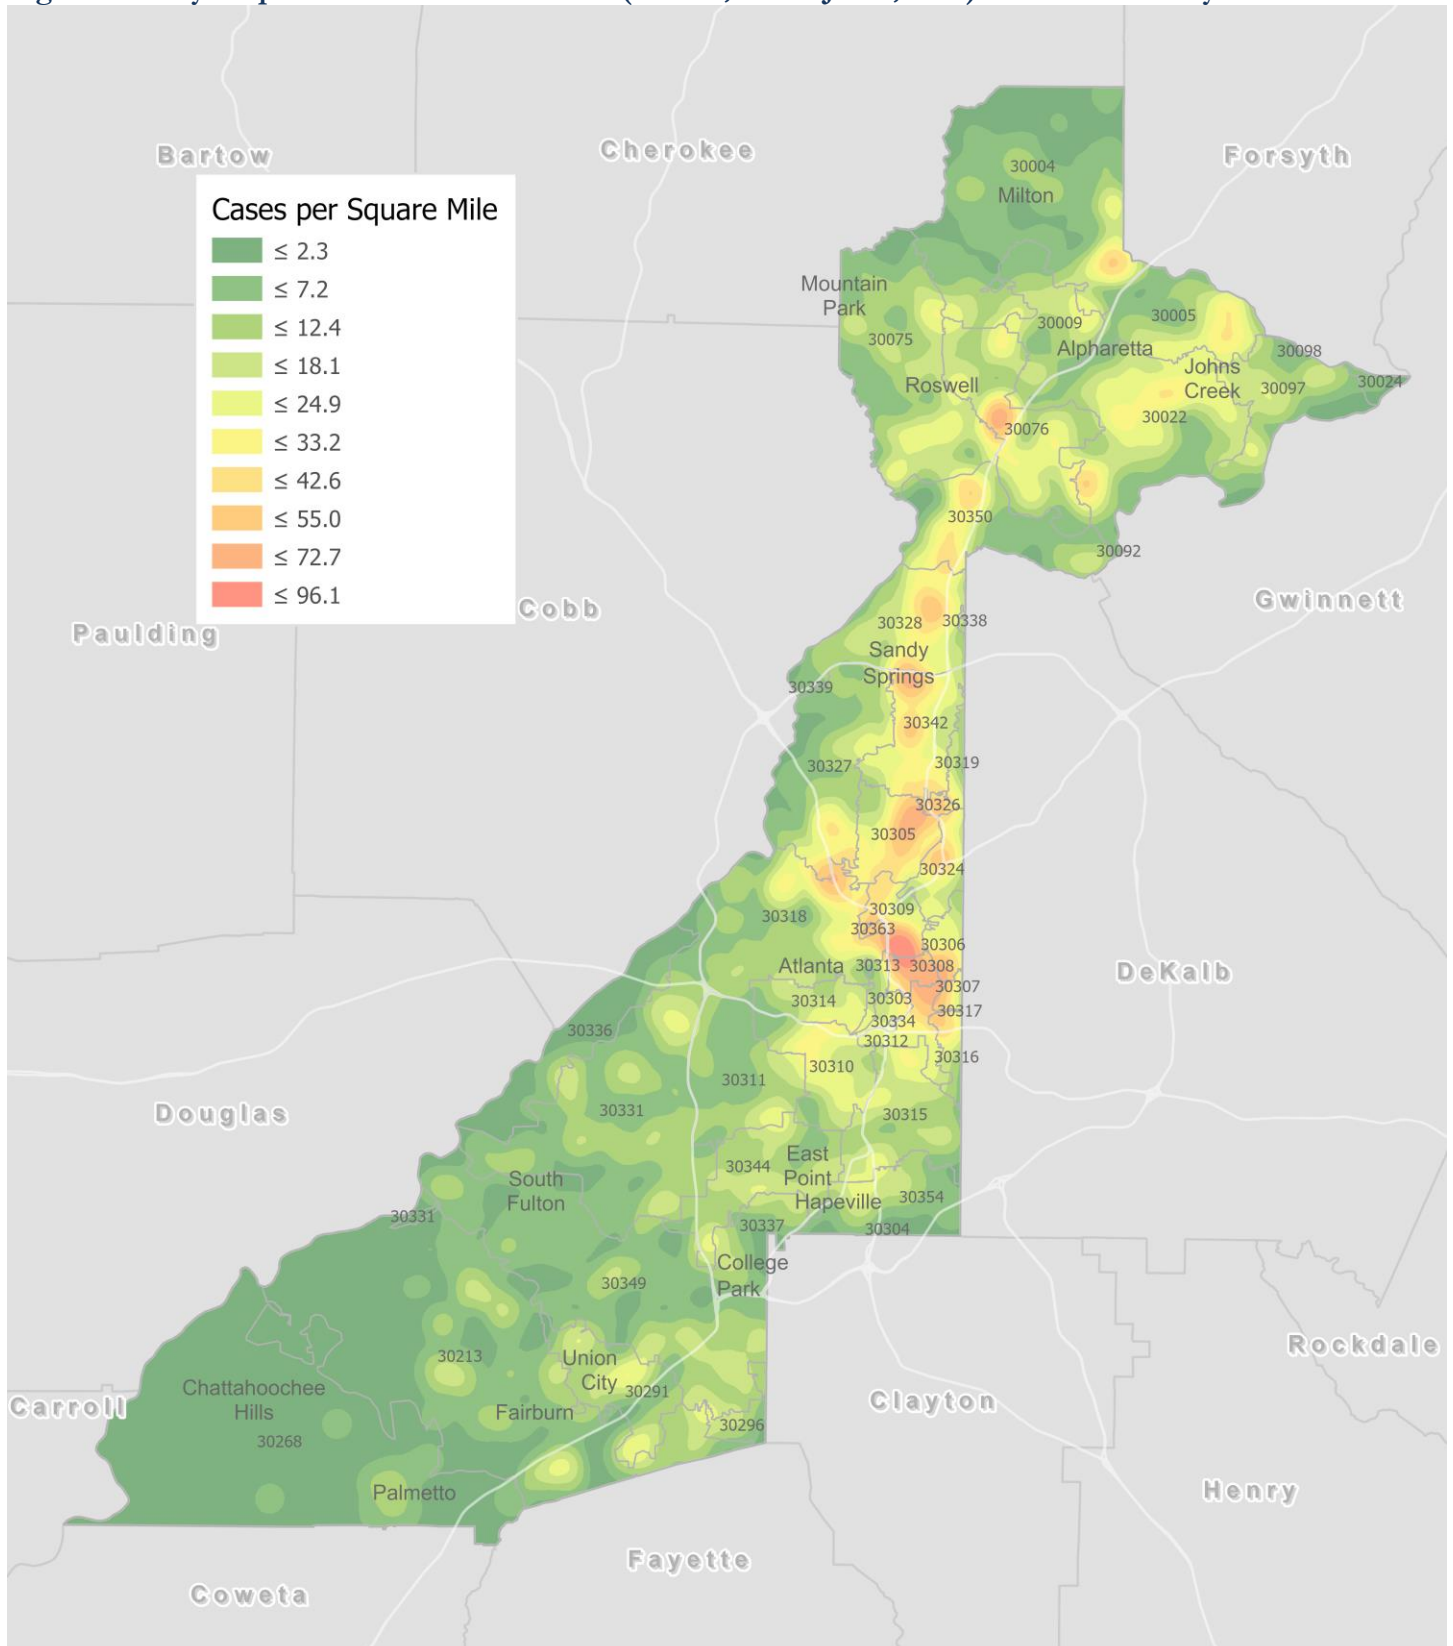 Bartow
Cherokee
Forsyth
Cases per Square Mile
≤ 2.3
≤ 7.2
≤ 12.4
≤ 18.1
≤ 24.9
≤ 33.2
≤ 42.6
≤ 55.0
≤ 72.7
≤ 96.1
30004
Milton
Mountain
Park
30075
30009
30005
Alpharetta
30098
Johns
Creek
30097
30024
Roswell
30022
30076
30350
30092
Cobb
Gwinnett
Paulding
30328
30338
Sandy
Springs
30339
30342
30327
30319
30326
30305
30324
30318
30309
30363
30306
Atlanta
30313
30308
30307
DeKalb
30314
30303
30317
30334
30336
30312
30316
30310
30311
Douglas
30331
30315
South
Fulton
30344
East
Point
Hapeville
30354
30331
30337
30304
College
Park
30349
Rockdale
Union
City
30213
30291
Chattahoochee
Hills
Carroll
Fairburn
30296
Clayton
30268
Palmetto
Henry
Fayette
Coweta